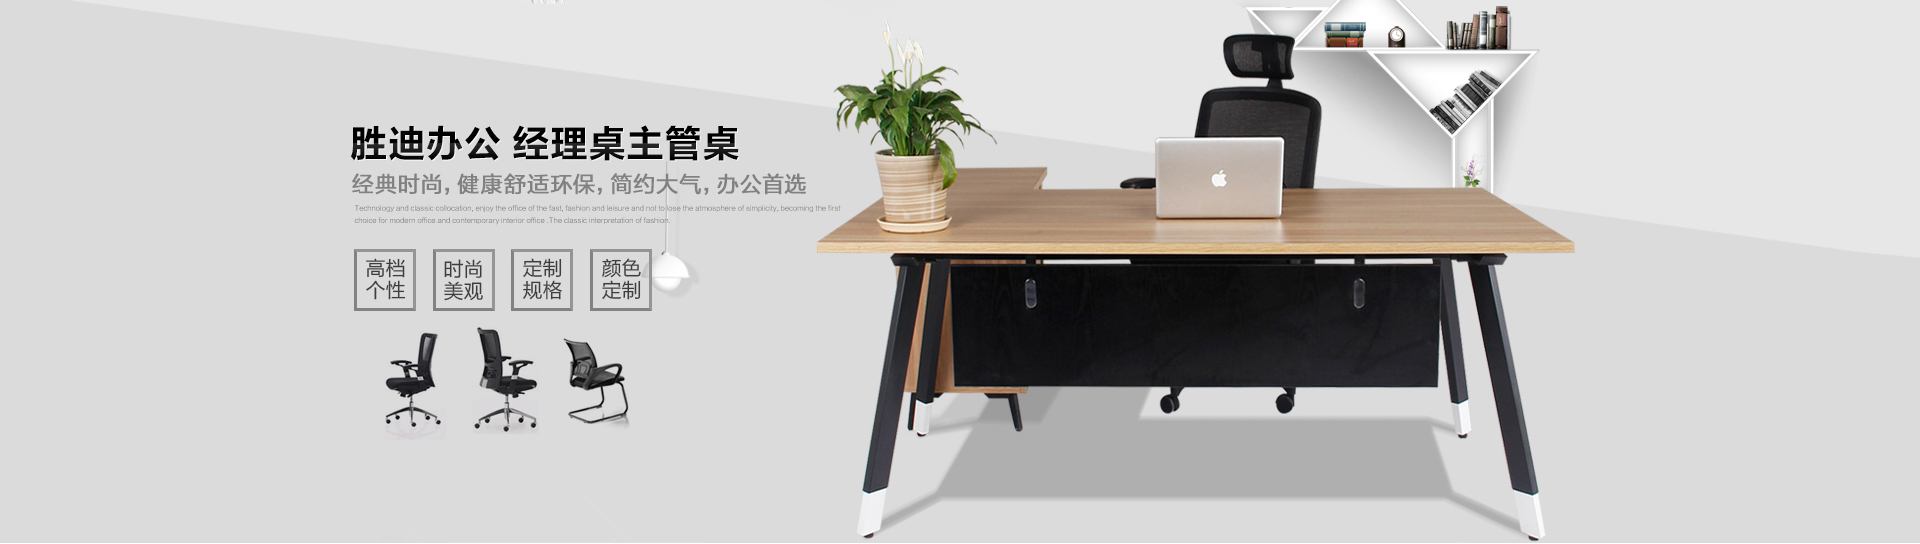 胜迪办公 经理桌主管桌
经典时尚，健康舒适环保，简约大气，办公首选
Technology and classic collocation, enjoy the office of the fast, fashion and leisure and not to lose the atmosphere of simplicity, becoming the first
choice for modern office and contemporary interior office .The classic interpretation of fashion.
高档
个性
时尚
美观
定制
规格
颜色
定制